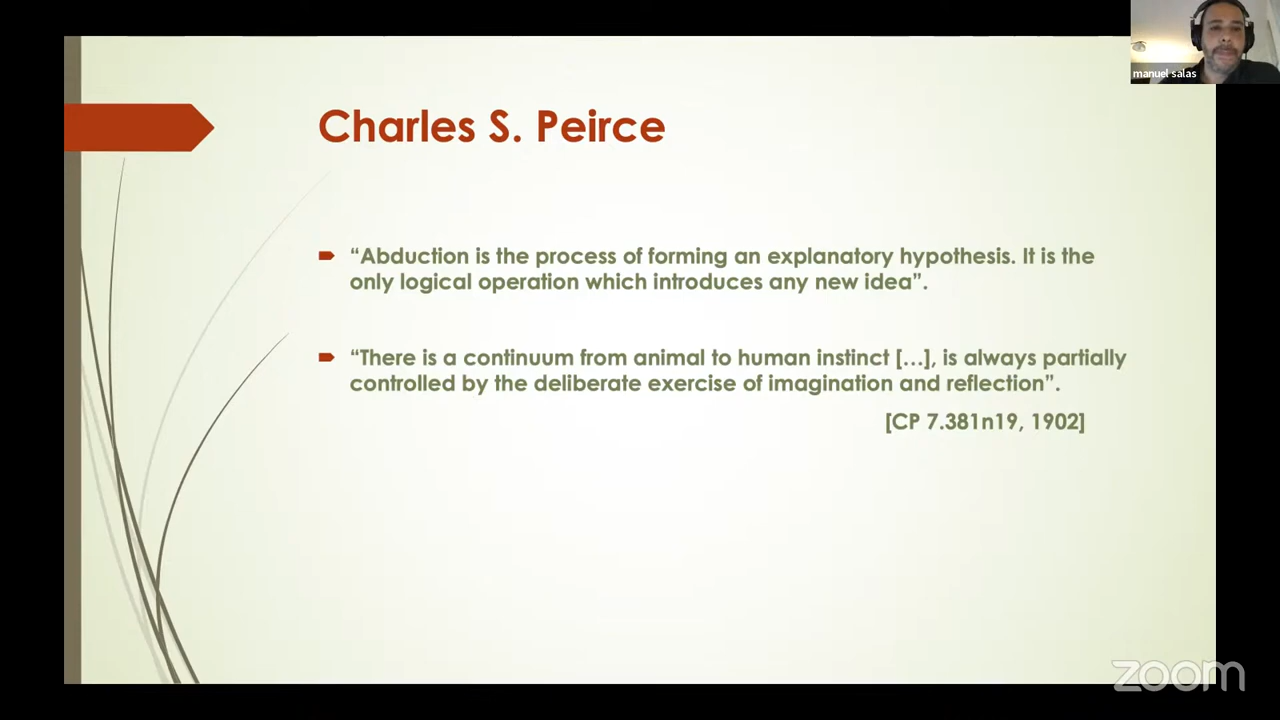 manuel salas
Charles S. Peirce
“Abduction is the process of forming an explanatory hypothesis. It is the
only logical operation which introduces any new idea”.
“There is a continuum from animal to human instinct […], is always partially
controlled by the deliberate exercise of imagination and reflection”.
[CP 7.381n19, 1902]
zoom